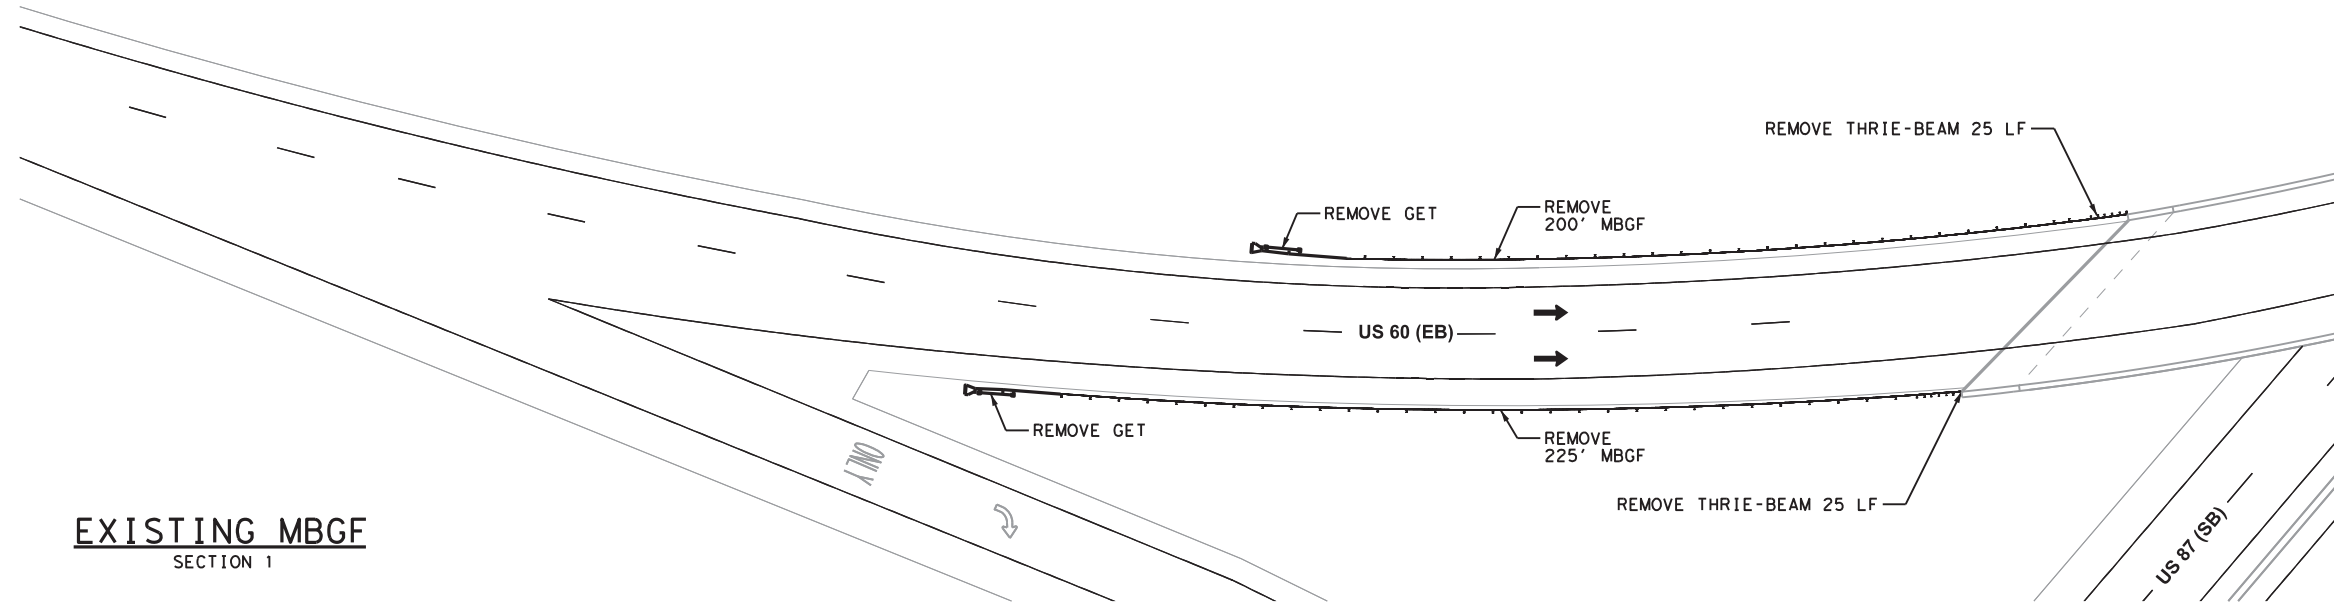 REMOVE THRIE-BEAM 25 LF
REMOVE GET
REMOVE
200' MBGF
US 60 (EB)
REMOVE GET
REMOVE
225' MBGF
ONLY
REMOVE THRIE-BEAM 25 LF
EXISTING MBGF
SECTION 1
US 87 (SB)